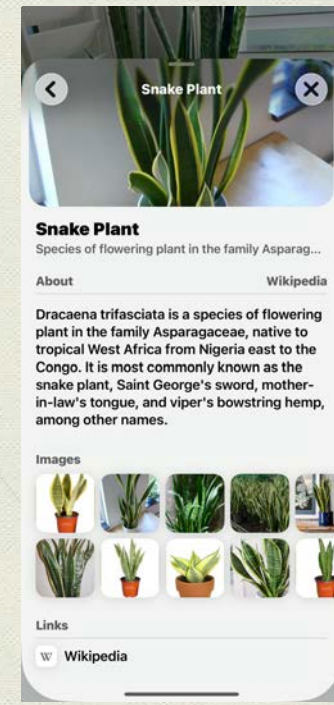 Snake Plant
Snake Plant
Species of flowering plant in the family Asparag...
About Wikipedia
Dracaena trifasciata is a species of flowering
plant in the family Asparagaceae, native to
tropical West Africa from Nigeria east to the
Congo. It is most commonly known as the
snake plant, Saint George's sword, mother-
in-law's tongue, and viper's bowstring hemp,
among other names.
Images
Links
W Wikipedia